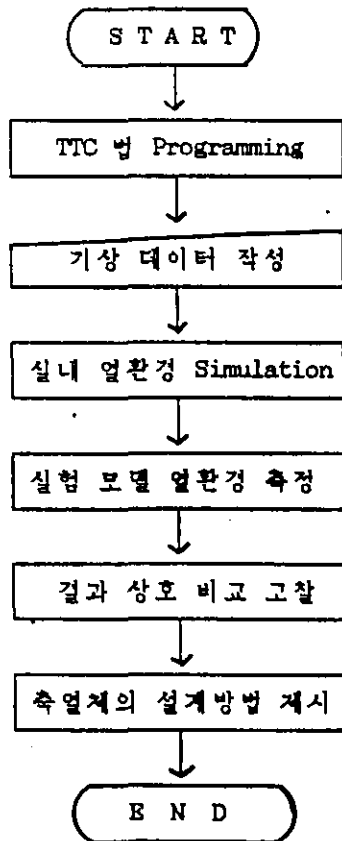 S T A R T
TTC 법 Programming
기상 데이터 작성
실내 열환경 Simulation
실험 모델 열환경 측정
결과 상호 비교 고찰
축열체의 설계방법 제시
E N D